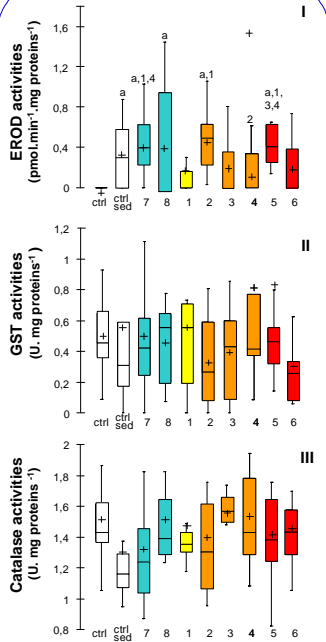 I
EROD activities
(pmol.min-1.mg proteins-1)
1,6
1,2
0,8
0,4
0
a
a,1,4
a
a,1
2
a,1,
3,4
ctrl ctrl sed 7 8 1 2 3 4 5 6
II
GST activities
(U. mg proteins-1)
1,2
1
0,8
0,6
0,4
0,2
0
ctrl ctrl sed 7 8 1 2 3 4 5 6
III
Catalase activities
(U. mg proteins -1)
2
1,8
1,6
1,4
1,2
1
0,8
ctrl ctrl sed 7 8 1 2 3 4 5 6